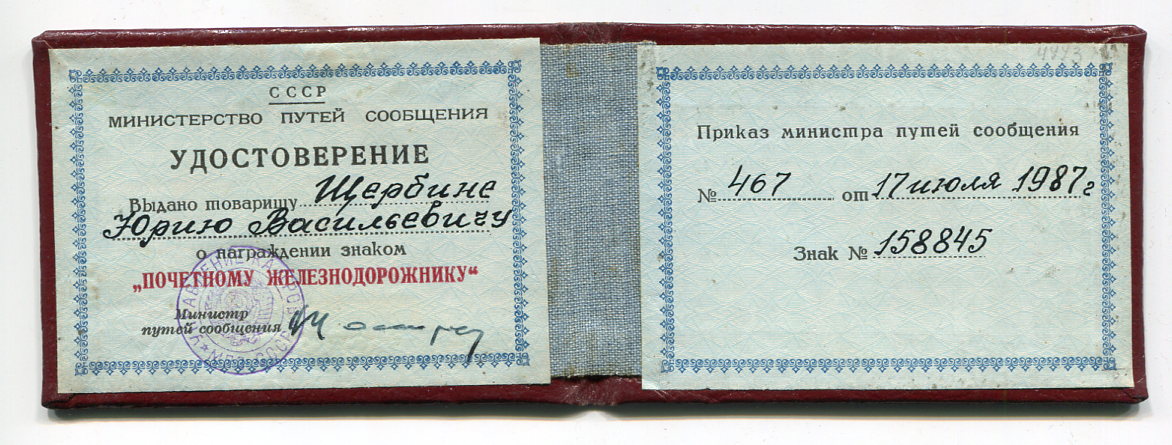 СССР
МИНИСТЕРСТВО ПУТЕЙ СООБЩЕНИЯ
УДОСТОВЕРЕНИЕ
Выдано товарищу Щербине
Юрию Васильевичу
о награждении знаком
„ПОЧЕТНОМУ ЖЕЛЕЗНОДОРОЖНИКУ“
Министр
путей сообщения
Приказ министра путей сообщения
№ 467 от 17 июля 1987 г
Знак № 158845